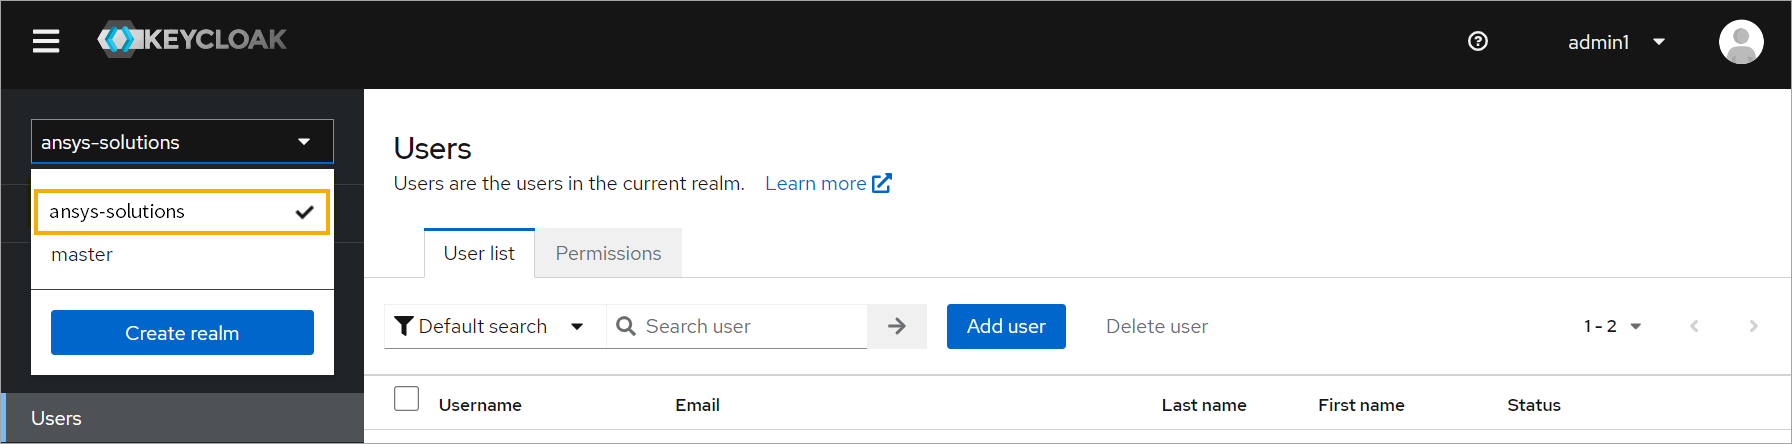 KEYCLOAK
admin1
ansys-solutions
ansys-solutions
master
Create realm
Users
Users
Users are the users in the current realm. Learn more
User list Permissions
Default search Search user Add user Delete user 1 - 2
Username Email Last name First name Status